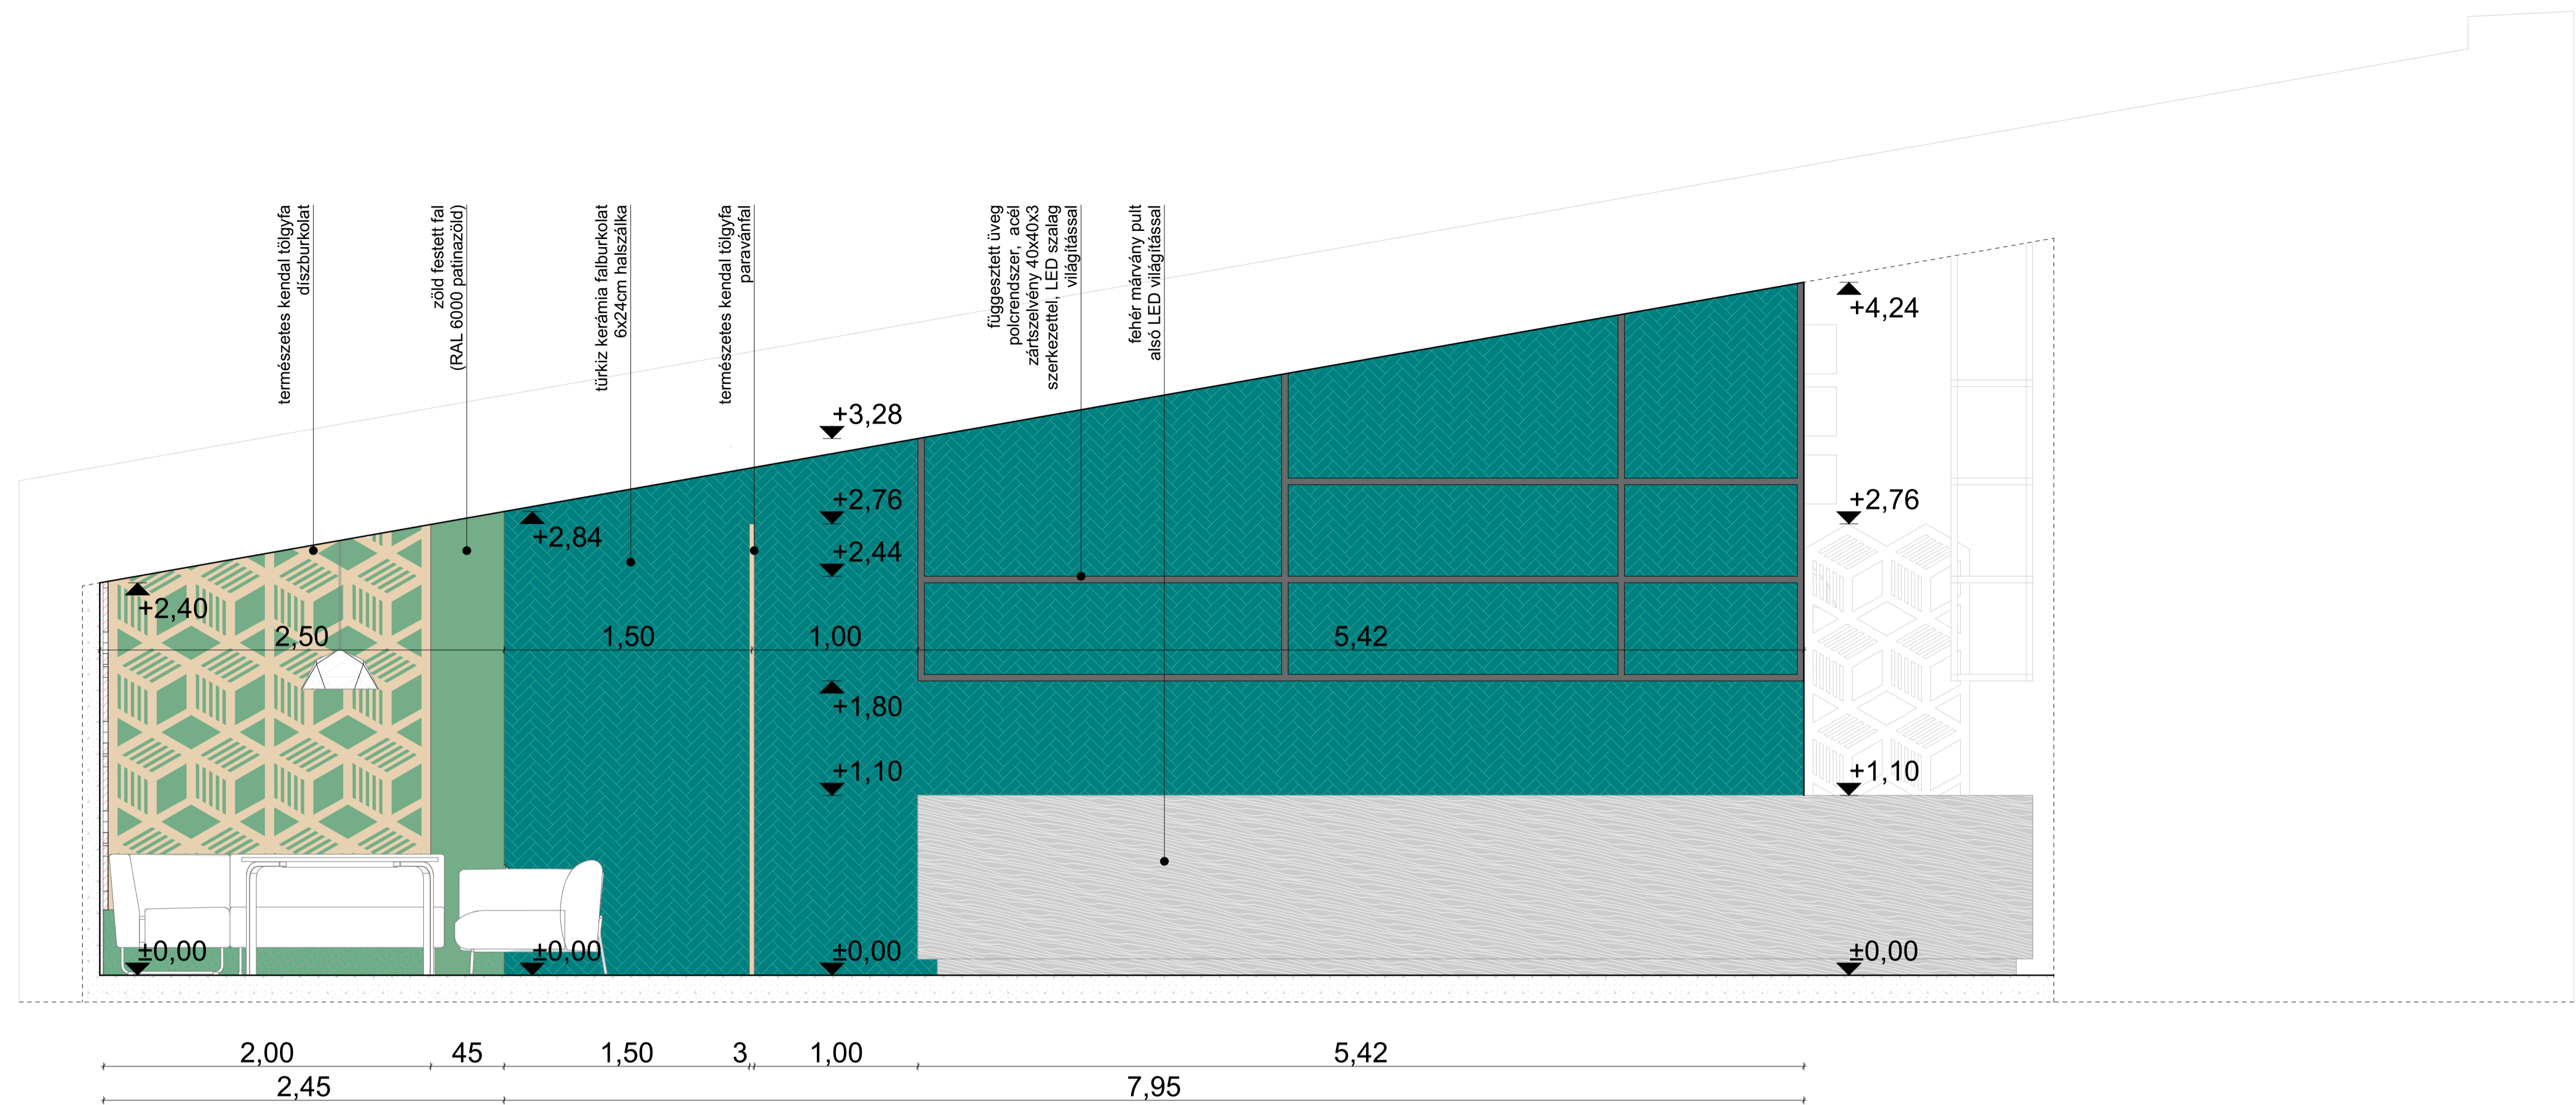 természetes kendal tölgyfa
díszburkolat
zöld festett fal
(RAL 6000 patinazöld)
türkiz kerámia falburkolat
6x24cm halszálka
természetes kendal tölgyfa
paravánfal
függesztett üveg
polcrendszer, acél
zártszelvény 40x40x3
szerkezettel, LED szalag
világítással
fehér márvány pult
alsó LED világítással
+4,24
+3,28
+2,76
+2,76
+2,84
+2,44
+2,40
2,50
1,50
1,00
5,42
+1,80
+1,10
+1,10
±0,00
±0,00
±0,00
±0,00
2,00
45
1,50
3
1,00
5,42
2,45
7,95